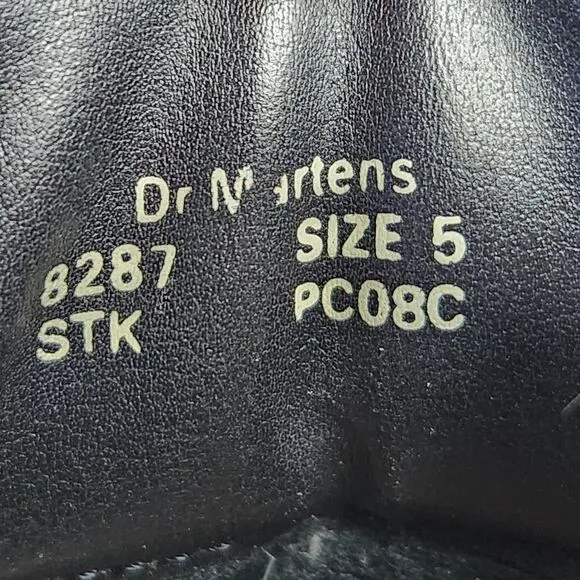 Dr Martens
8287 SIZE 5
STK PC08C